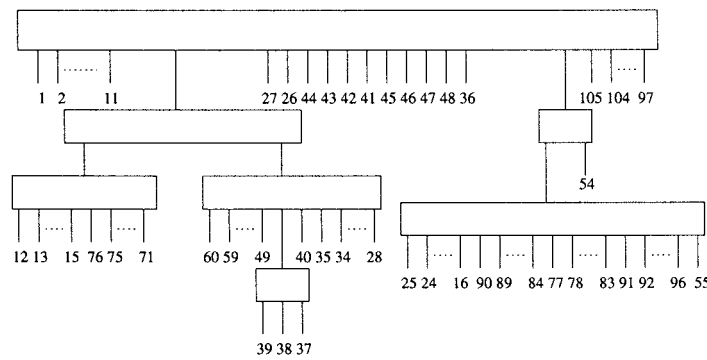 1 2 ........ 11 27 26 44 43 42 41 45 46 47 48 36 105 104 .... 97
54
12 13 .... 15 76 75 .... 71 60 59 .... 49 40 35 34 .... 28
25 24 .... 16 90 89 .... 84 77 78 .... 83 91 92 .... 96 55
39 38 37